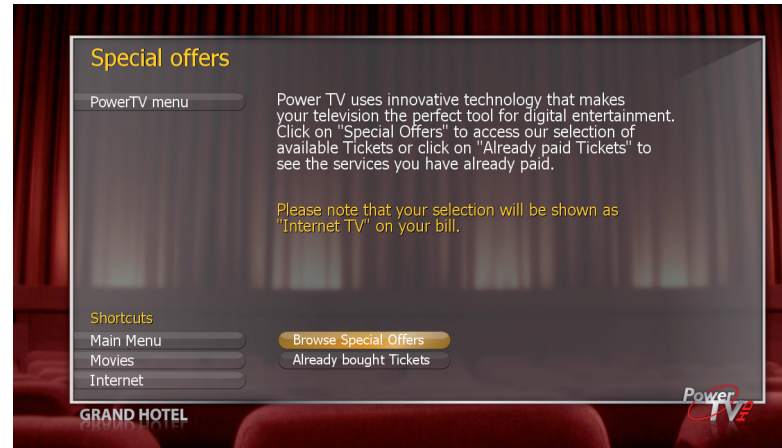 Special offers
PowerTV menu
Power TV uses innovative technology that makes
your television the perfect tool for digital entertainment.
Click on "Special Offers" to access our selection of
available Tickets or click on "Already paid Tickets" to
see the services you have already paid.
Please note that your selection will be shown as
"Internet TV" on your bill.
Shortcuts
Main Menu
Movies
Internet
Browse Special Offers
Already bought Tickets
GRAND HOTEL
Power
TV HD